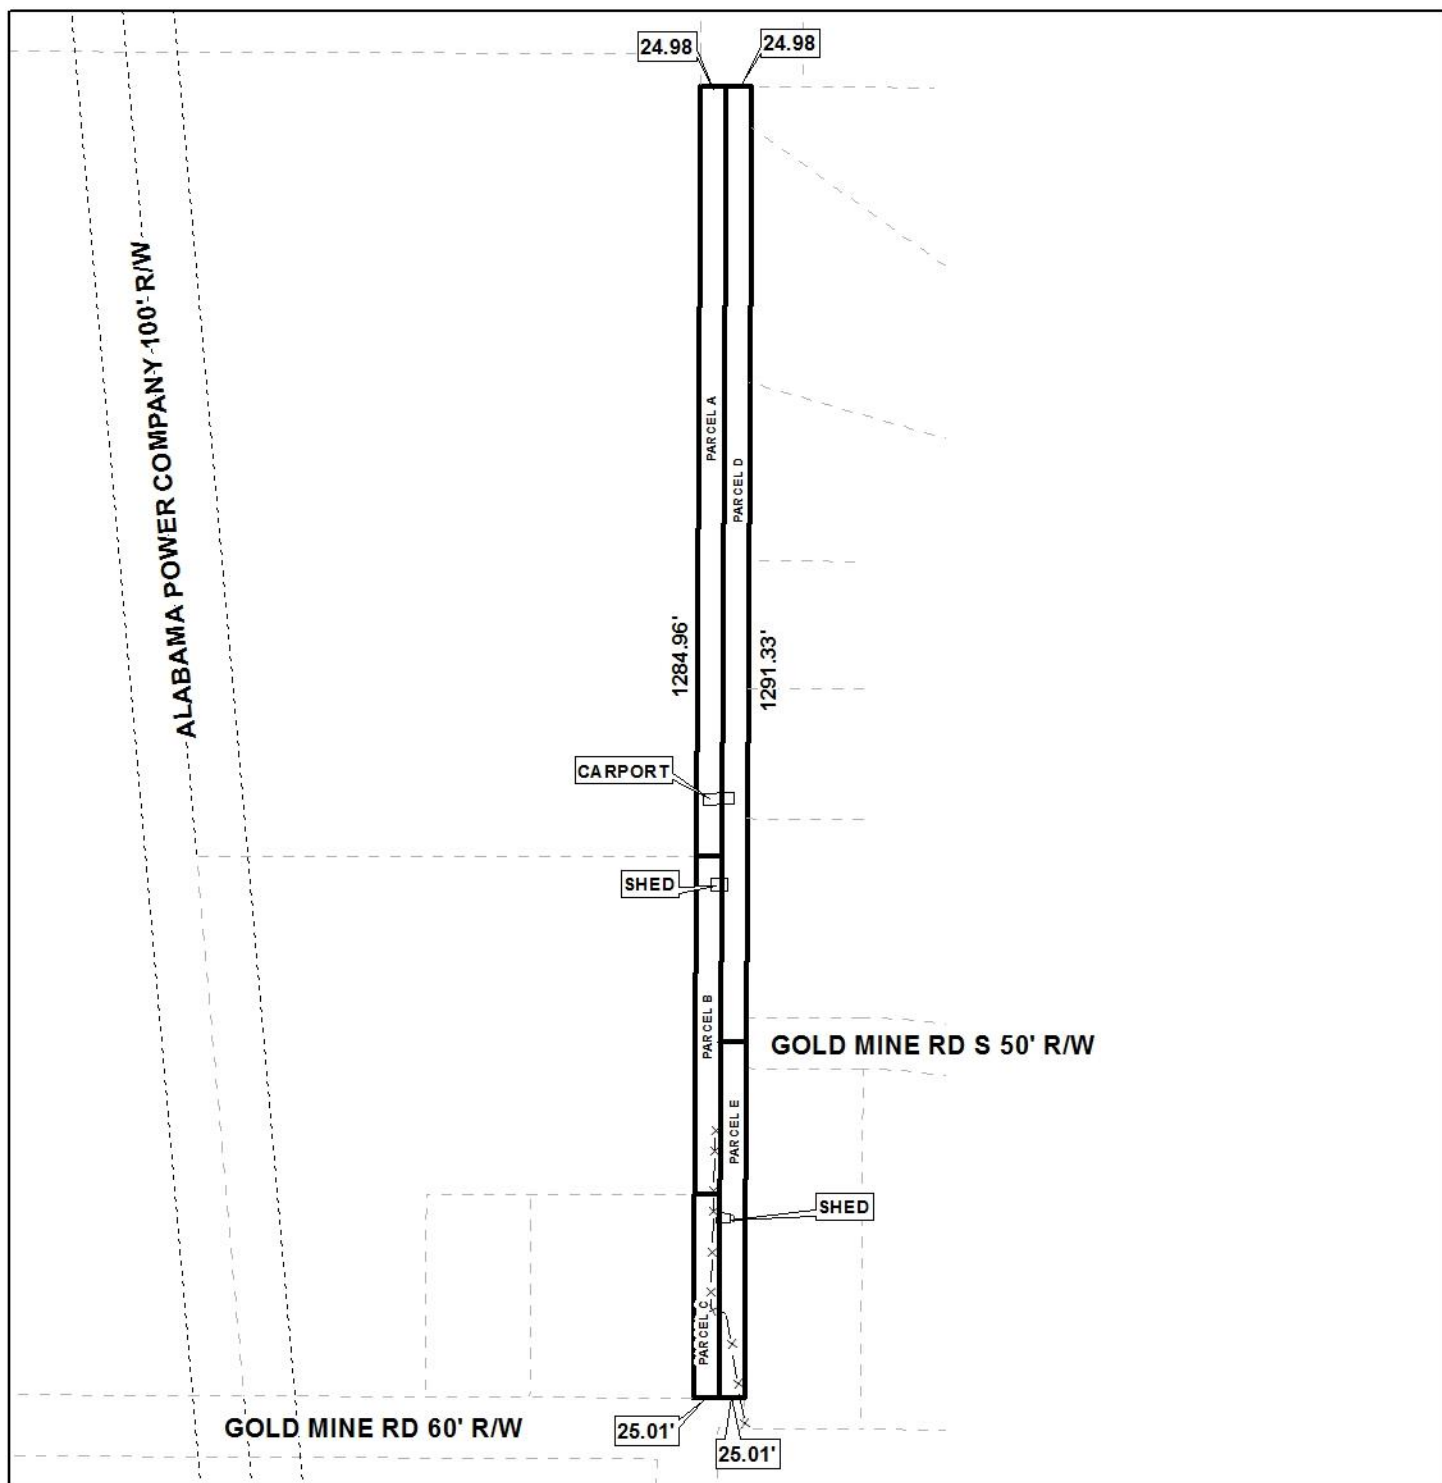 24.98
24.98
ALABAMA POWER COMPANY 100' R/W
PARCEL A
PARCEL D
1284.96'
1291.33'
CARPORT
SHED
PARCEL B
GOLD MINE RD S 50' R/W
PARCEL E
SHED
PARCEL C
GOLD MINE RD 60' R/W
25.01'
25.01'